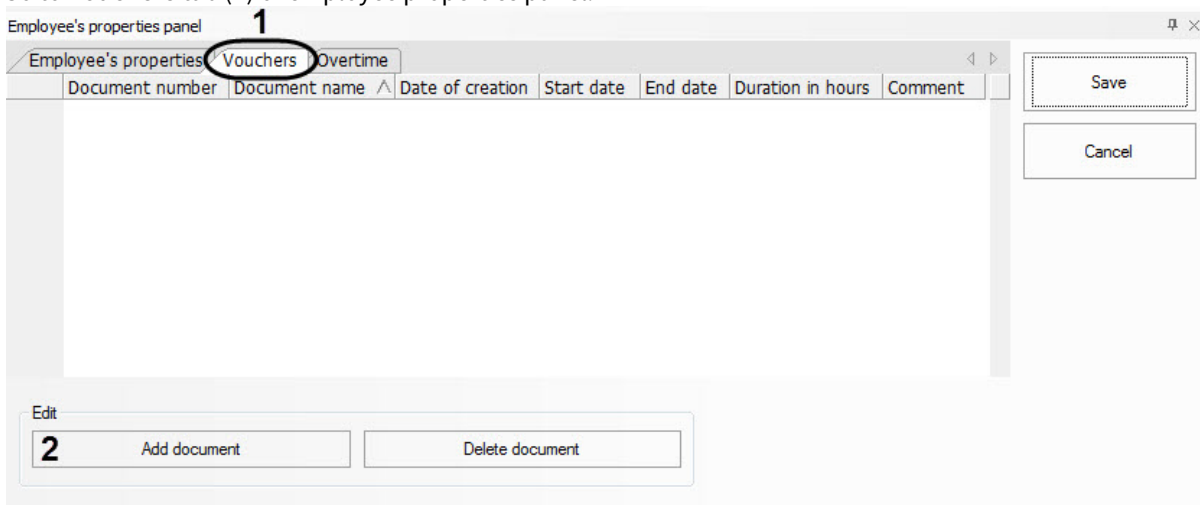 Employee's properties panel
1
Employee's properties Vouchers Overtime
Document number Document name Date of creation Start date End date Duration in hours Comment
Save
Cancel
Edit
2 Add document Delete document